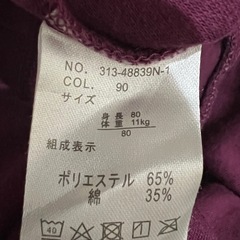 NO. 313-48839N-1
COL. 90
サイズ
身長 80
体重 11kg
80
組成表示
ポリエステル 65%
綿 35%
40